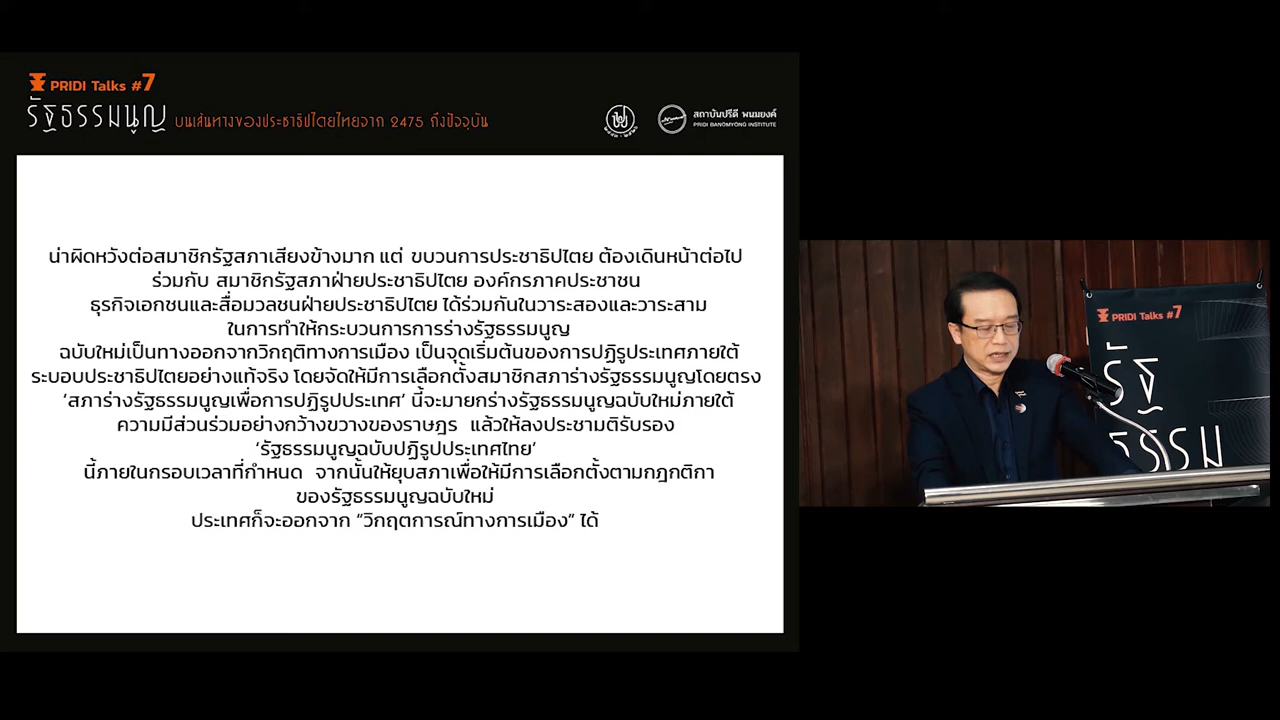 PRIDI Talks #7
รัฐธรรมนูญ บนเส้นทางของประชาธิปไตยไทยจาก 2475 ถึงปัจจุบัน
สถาบันปรีดี พนมยงค์
PRIDI BANOMYONG INSTITUTE
น่าผิดหวังต่อสมาชิกรัฐสภาเสียงข้างมาก แต่ ขบวนการประชาธิปไตย ต้องเดินหน้าต่อไป
ร่วมกับ สมาชิกรัฐสภาฝ่ายประชาธิปไตย องค์กรภาคประชาชน
ธุรกิจเอกชนและสื่อมวลชนฝ่ายประชาธิปไตย ได้ร่วมกันในวาระสองและวาระสาม
ในการทำให้กระบวนการการร่างรัฐธรรมนูญ
ฉบับใหม่เป็นทางออกจากวิกฤติทางการเมือง เป็นจุดเริ่มต้นของการปฏิรูประเทศภายใต้
ระบอบประชาธิปไตยอย่างแท้จริง โดยจัดให้มีการเลือกตั้งสมาชิกสภาร่างรัฐธรรมนูญโดยตรง
‘สภาร่างรัฐธรรมนูญเพื่อการปฏิรูปประเทศ’ นี้จะมายกร่างรัฐธรรมนูญฉบับใหม่ภายใต้
ความมีส่วนร่วมอย่างกว้างขวางของราษฎร แล้วให้ลงประชามติรับรอง
‘รัฐธรรมนูญฉบับปฏิรูปประเทศไทย‘
นี้ภายในกรอบเวลาที่กำหนด จากนั้นให้ยุบสภาเพื่อให้มีการเลือกตั้งตามกฎกติกา
ของรัฐธรรมนูญฉบับใหม่
ประเทศก็จะออกจาก “วิกฤตการณ์ทางการเมือง” ได้
PRIDI Talks #7
รัฐ
ธรรม